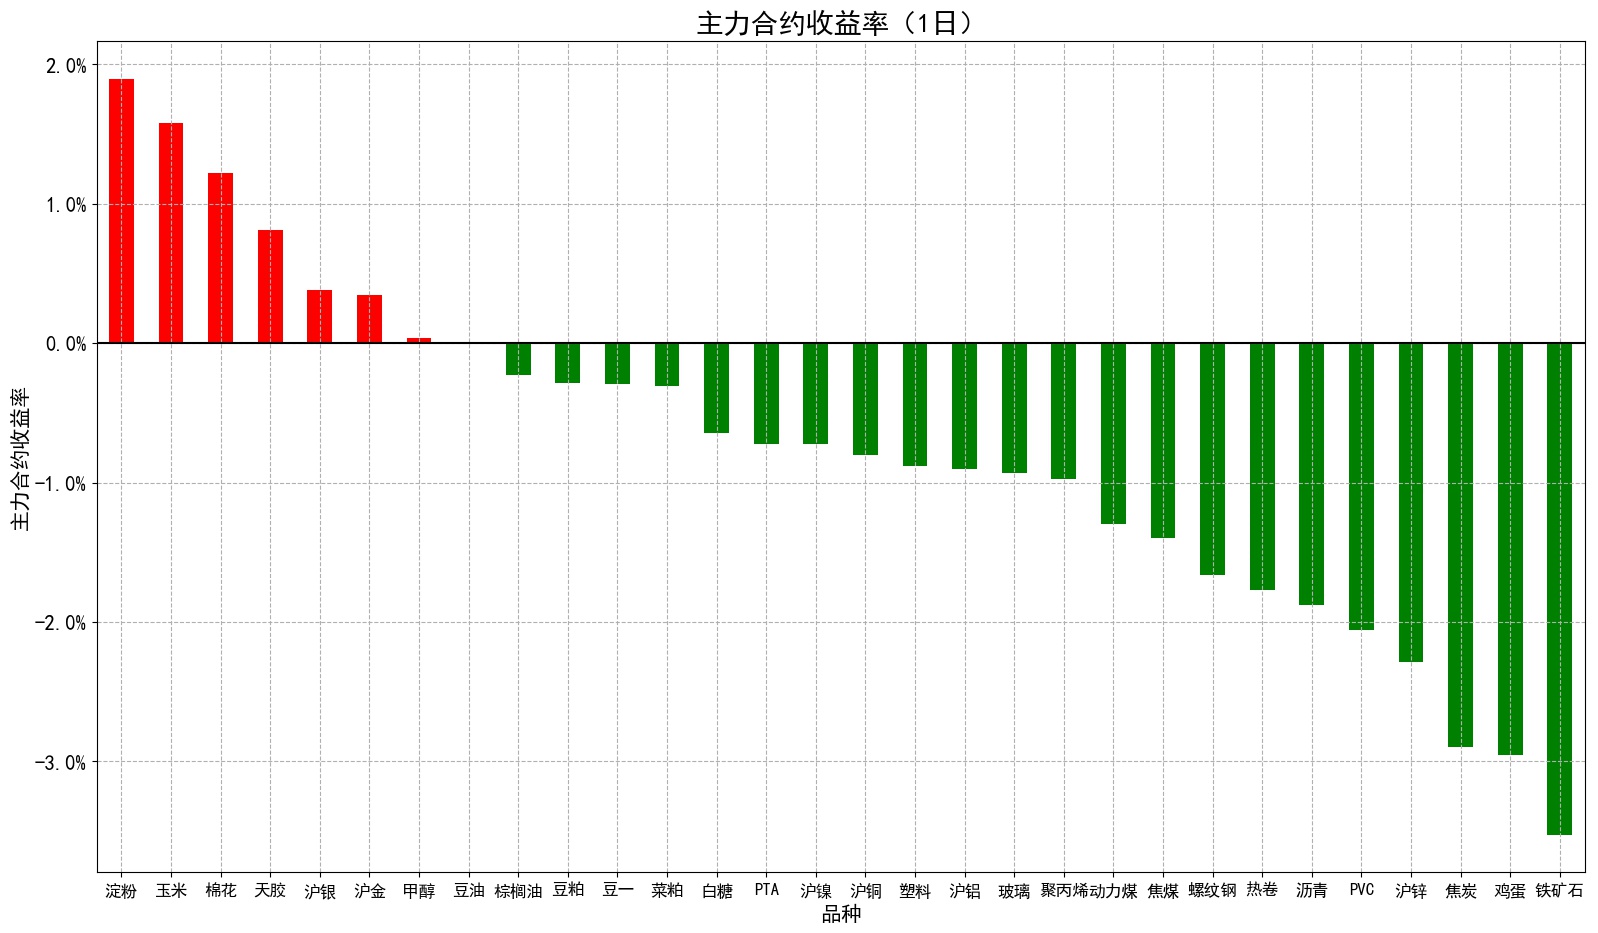 主力合约收益率（1日）
2.0%
1.0%
0.0%
−1.0%
−2.0%
−3.0%
主力合约收益率
淀粉 玉米 棉花 天胶 沪银 沪金 甲醇 豆油 棕榈油 豆粕 豆一 菜粕 白糖 PTA 沪镍 沪铜 塑料 沪铝 玻璃 聚丙烯 动力煤 焦煤 螺纹钢 热卷 沥青 PVC 沪锌 焦炭 鸡蛋 铁矿石
品种